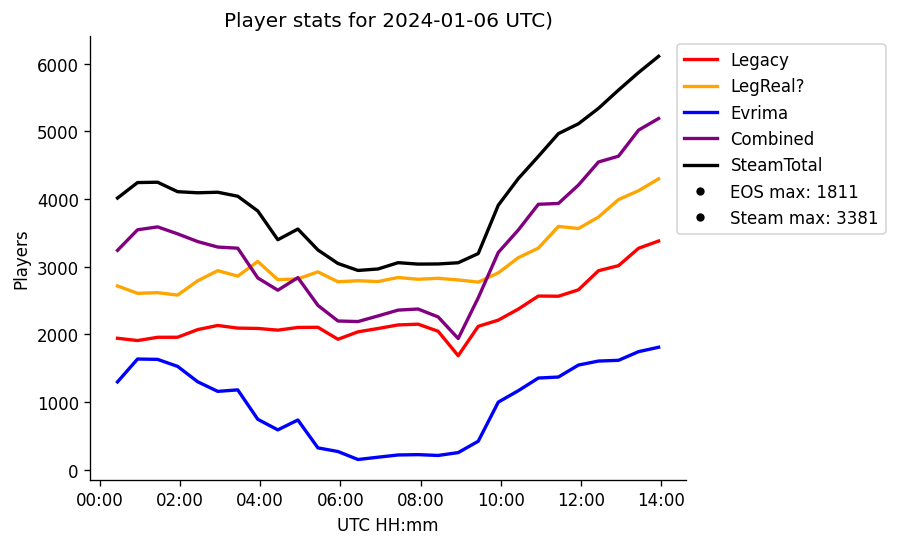 Player stats for 2024-01-06 UTC)
Players
6000
5000
4000
3000
2000
1000
0
00:00 02:00 04:00 06:00 08:00 10:00 12:00 14:00
UTC HH:mm
Legacy
LegReal?
Evrima
Combined
SteamTotal
EOS max: 1811
Steam max: 3381